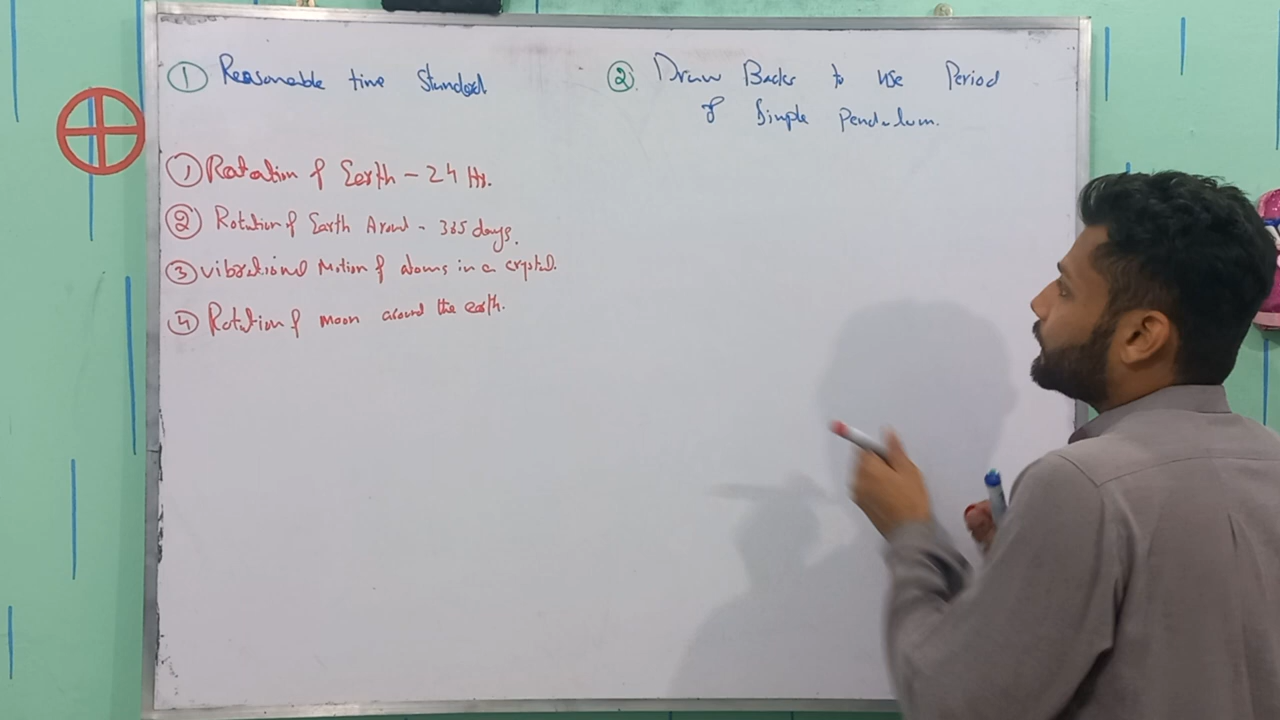 ① Reasonable time Standard
① Rotation of Earth - 24 Hr.
② Rotation of Earth Around - 365 days.
③ vibrational Motion of atoms in a crystal.
④ Rotation of moon around the earth.
② Draw Backs to use Period
of Simple Pendulum.